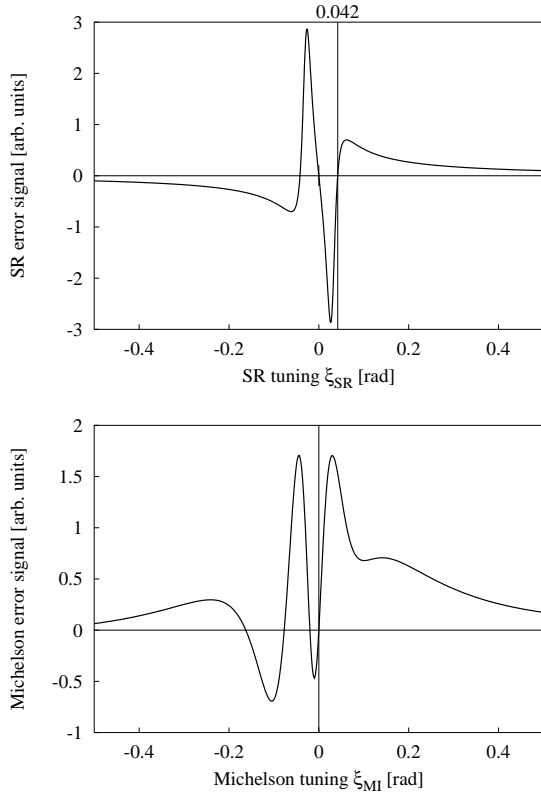 0.042
3
2
1
0
-1
-2
-3
SR error signal [arb. units]
-0.4 -0.2 0 0.2 0.4
SR tuning ξSR [rad]
2
1.5
1
0.5
0
-0.5
-1
Michelson error signal [arb. units]
-0.4 -0.2 0 0.2 0.4
Michelson tuning ξMI [rad]